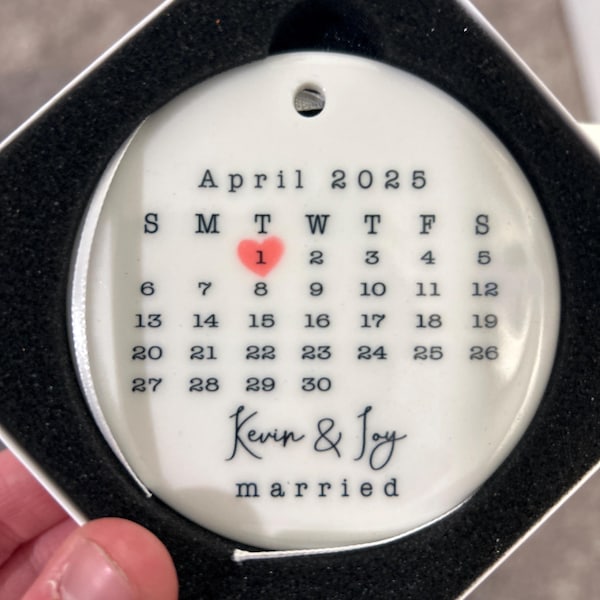 April 2025
S M T W T F S
1 2 3 4 5
6 7 8 9 10 11 12
13 14 15 16 17 18 19
20 21 22 23 24 25 26
27 28 29 30
Kevin & Joy
married